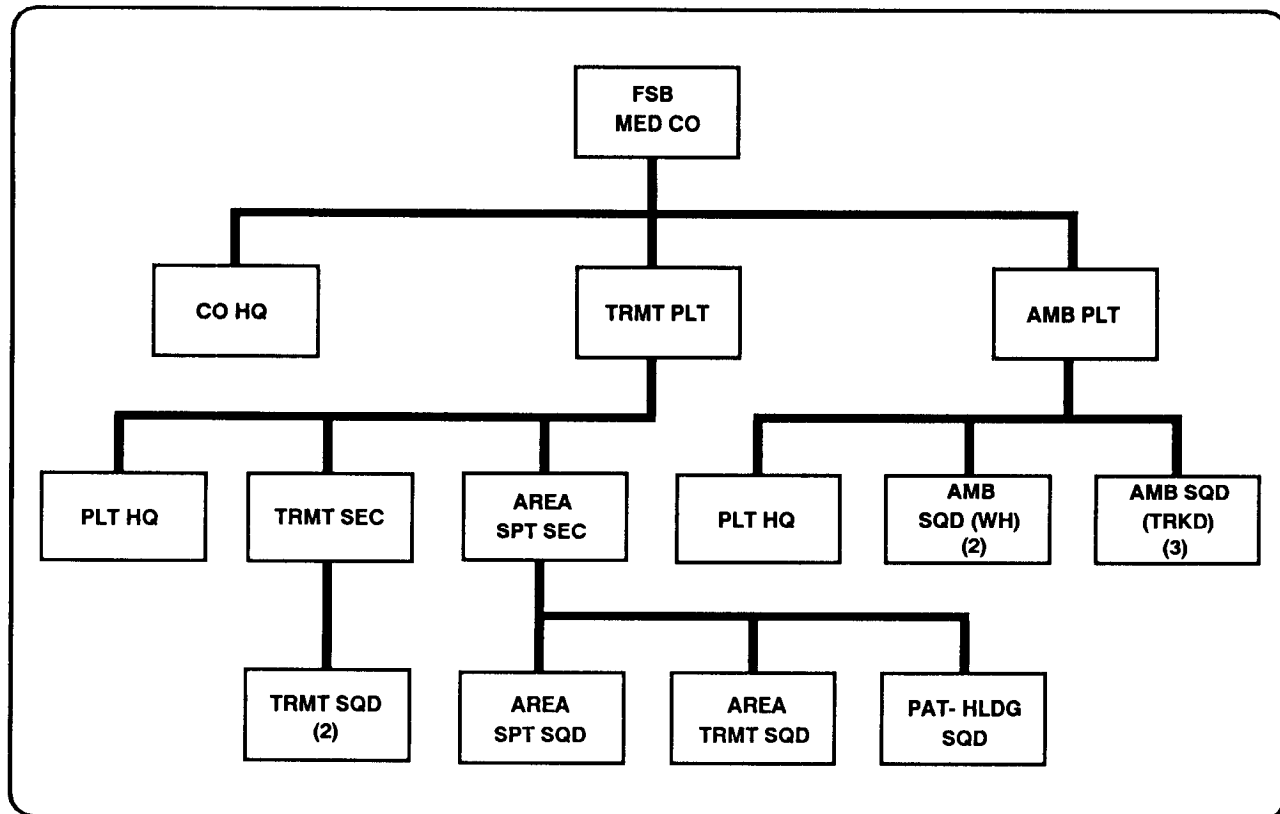 FSB
MED CO
CO HQ
TRMT PLT
AMB PLT
PLT HQ
TRMT SEC
AREA
SPT SEC
PLT HQ
AMB
SQD (WH)
(2)
AMB SQD
(TRKD)
(3)
TRMT SQD
(2)
AREA
SPT SQD
AREA
TRMT SQD
PAT- HLDG
SQD